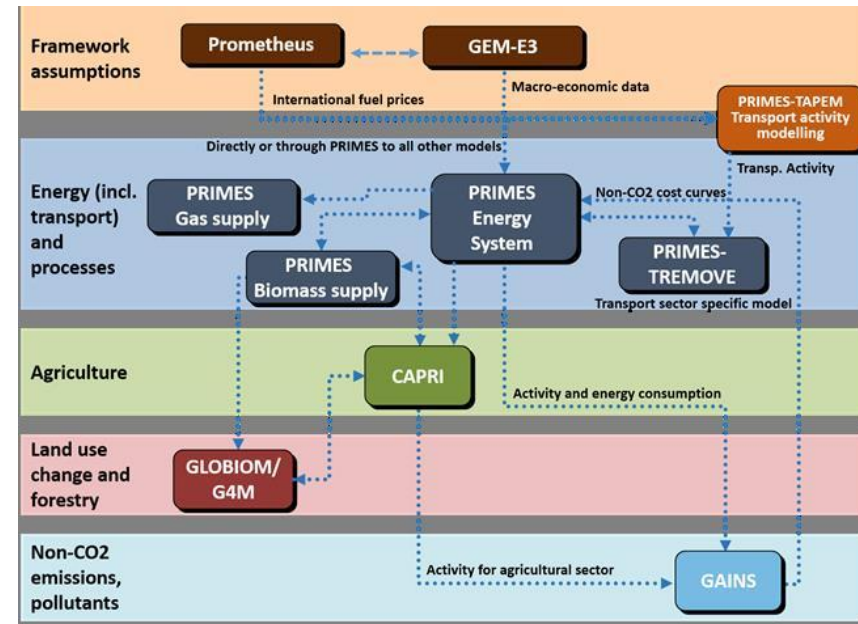 Framework
assumptions
Prometheus
GEM-E3
International fuel prices
Macro-economic data
PRIMES-TAPEM
Transport activity
modelling
Directly or through PRIMES to all other models
Transp. Activity
Energy (incl.
transport)
and
processes
PRIMES
Gas supply
PRIMES
Energy
System
Non-CO2 cost curves
PRIMES
Biomass supply
PRIMES-
TREMOVE
Transport sector specific model
Agriculture
CAPRI
Activity and energy consumption
Land use
change and
forestry
GLOBIOM/
G4M
Non-CO2
emissions,
pollutants
Activity for agricultural sector
GAINS